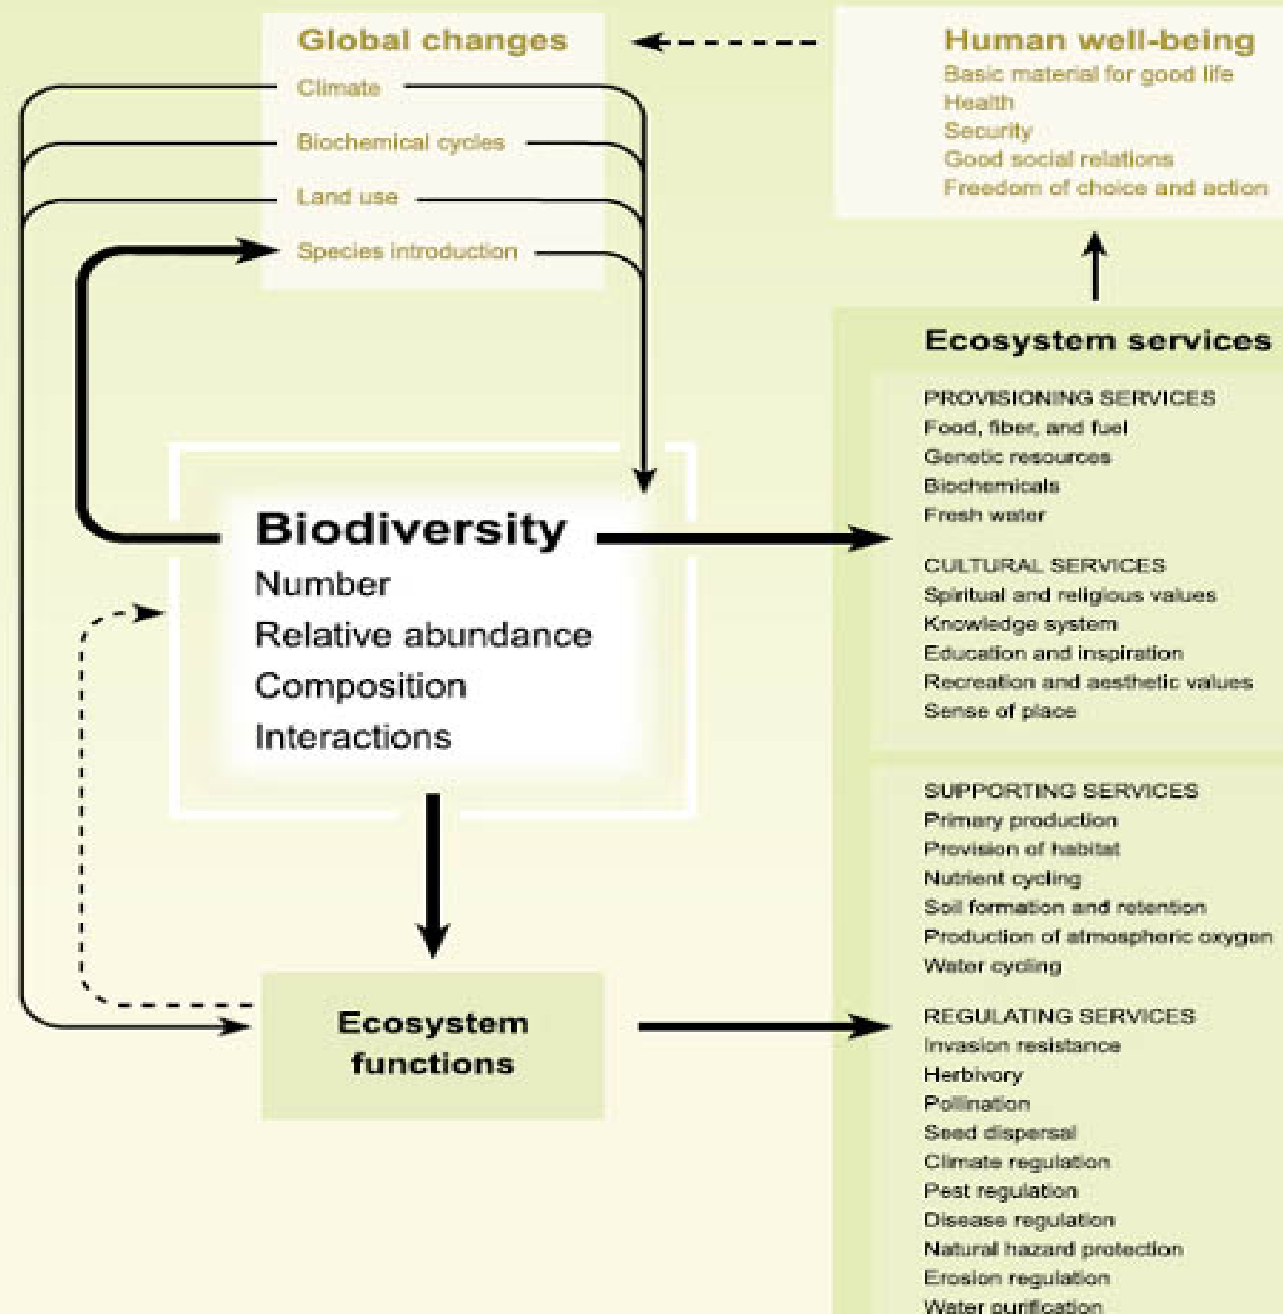 Global changes
Climate
Biochemical cycles
Land use
Species introduction
Human well-being
Basic material for good life
Health
Security
Good social relations
Freedom of choice and action
Biodiversity
Number
Relative abundance
Composition
Interactions
Ecosystem
functions
Ecosystem services
PROVISIONING SERVICES
Food, fiber, and fuel
Genetic resources
Biochemicals
Fresh water
CULTURAL SERVICES
Spiritual and religious values
Knowledge system
Education and inspiration
Recreation and aesthetic values
Sense of place
SUPPORTING SERVICES
Primary production
Provision of habitat
Nutrient cycling
Soil formation and retention
Production of atmospheric oxygen
Water cycling
REGULATING SERVICES
Invasion resistance
Herbivory
Pollination
Seed dispersal
Climate regulation
Pest regulation
Disease regulation
Natural hazard protection
Erosion regulation
Water purification